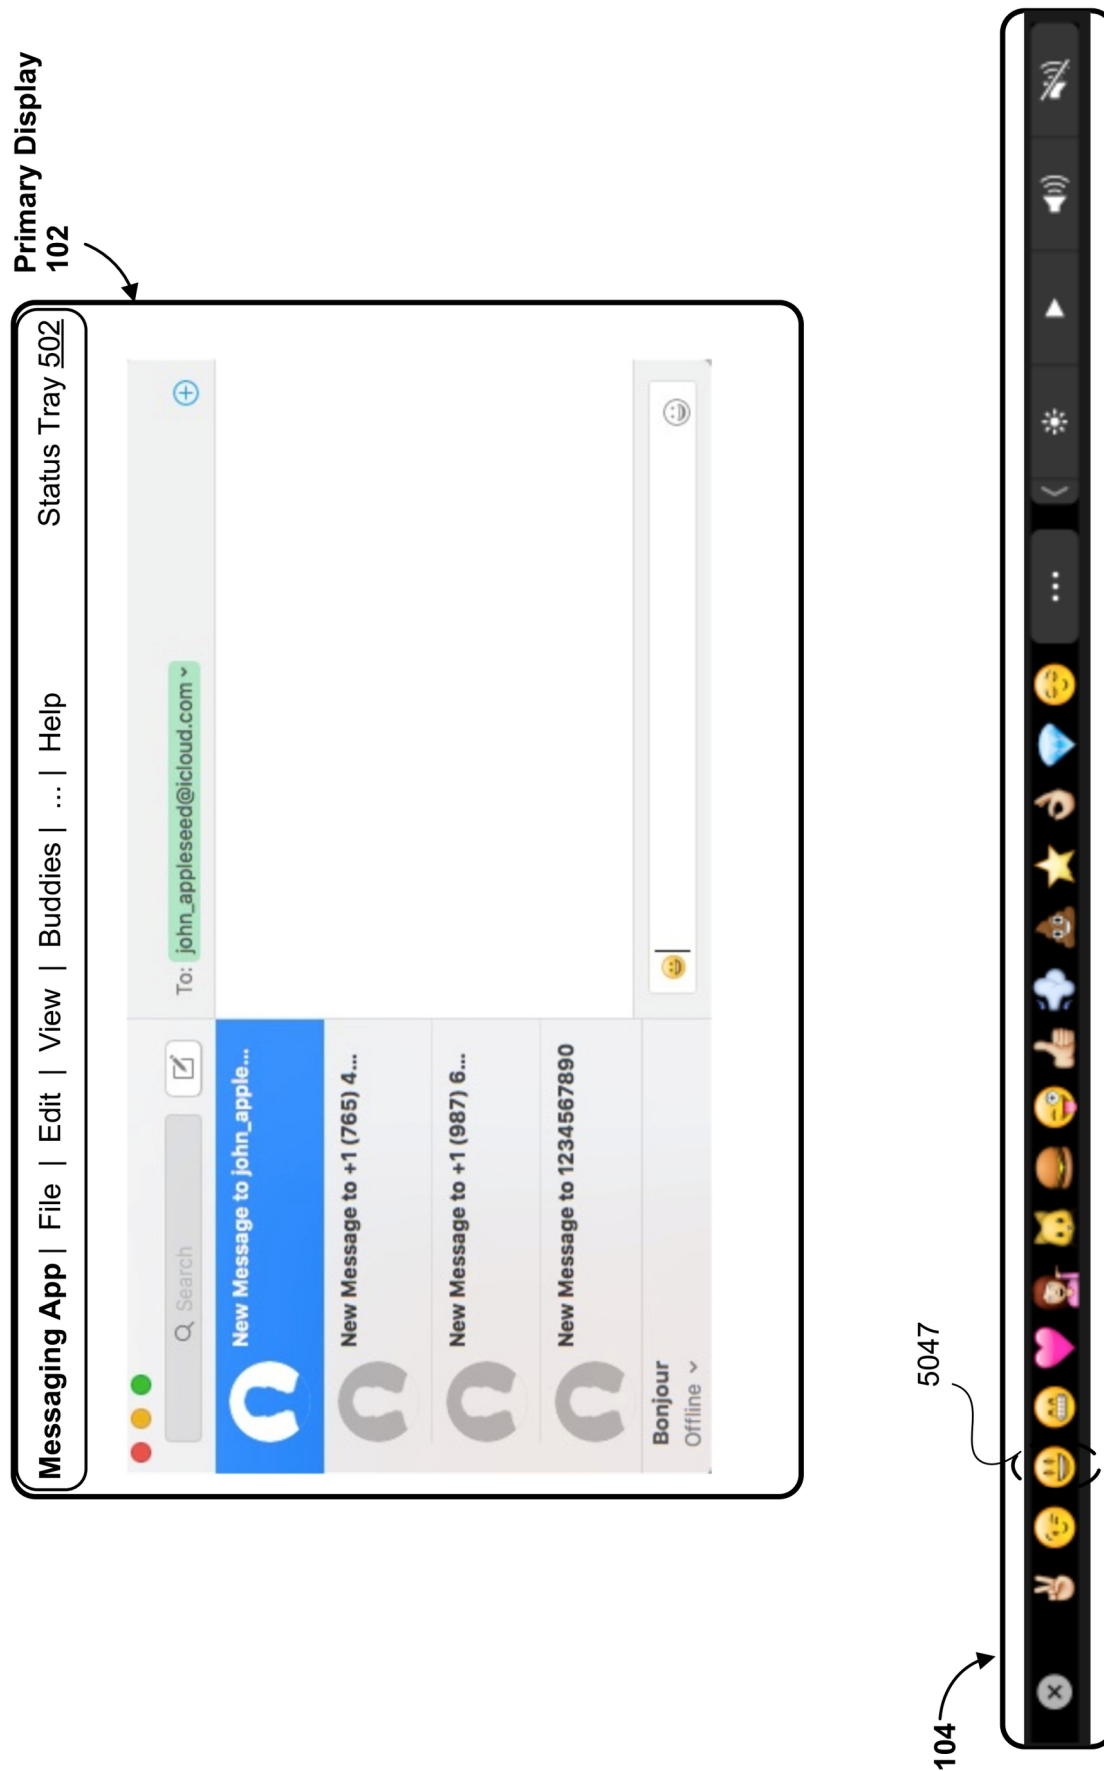 Primary Display
102
Messaging App | File | Edit | View | Buddies | ... | Help
Status Tray 502
Search
To: john_appleseed@icloud.com
New Message to john_apple...
New Message to +1 (765) 4...
New Message to +1 (987) 6...
New Message to 1234567890
Bonjour
Offline
5047
104